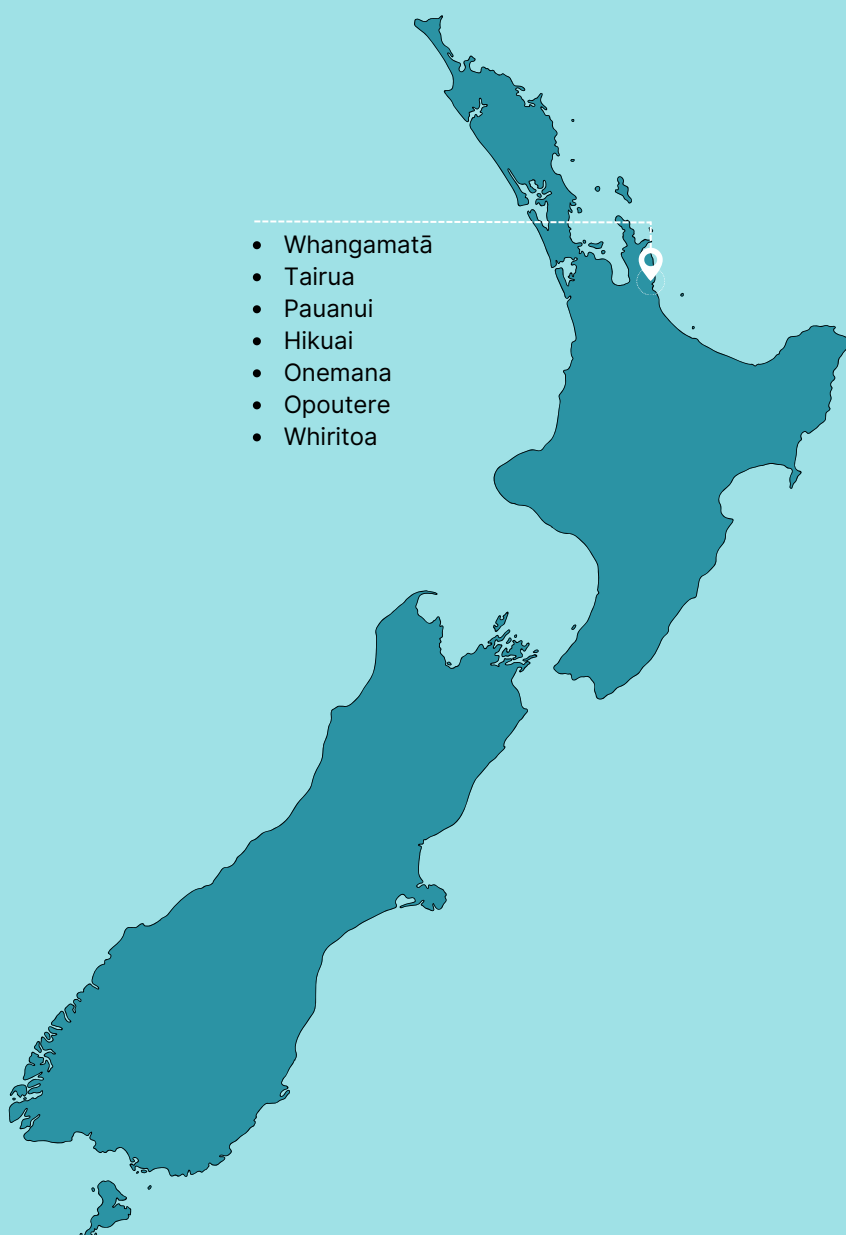 • Whangamatā
• Tairua
• Pauanui
• Hikuai
• Onemana
• Opoutere
• Whiritoa